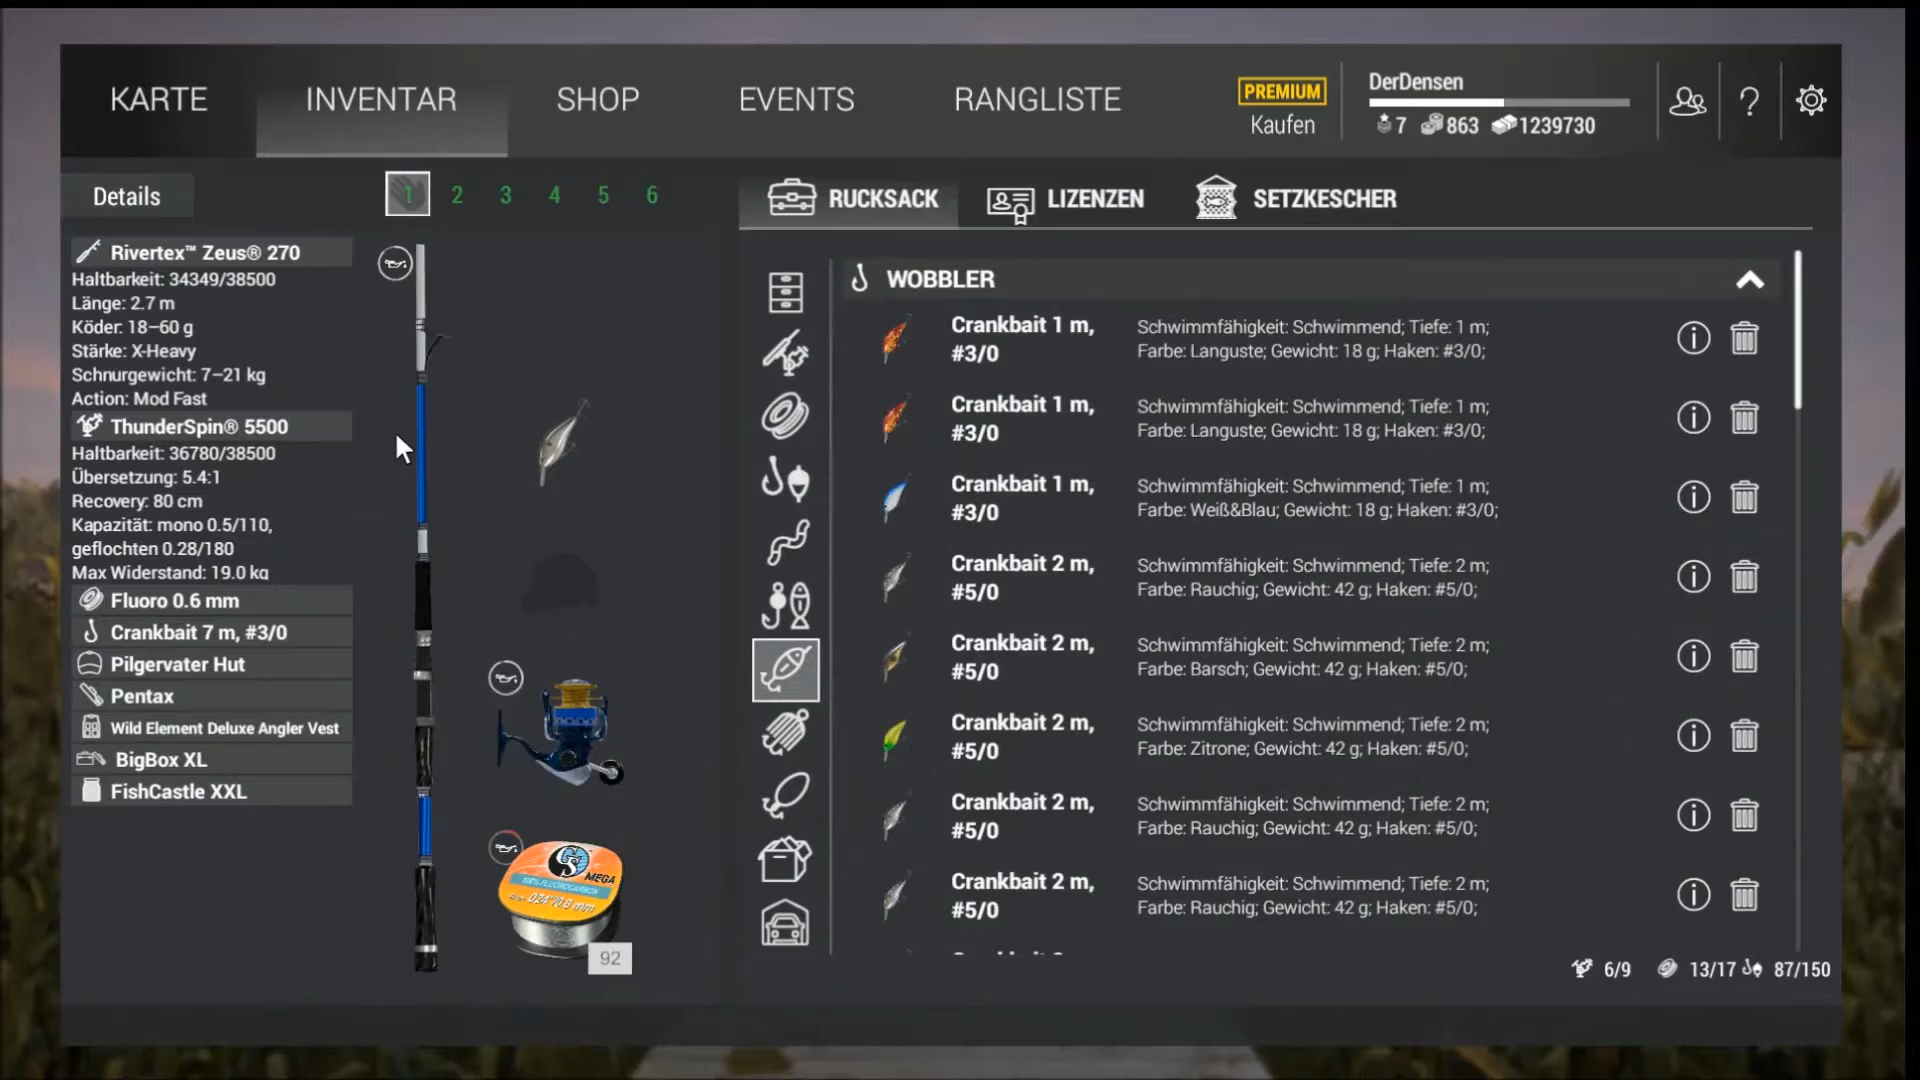 KARTE
INVENTAR
SHOP
EVENTS
RANGLISTE
PREMIUM
Kaufen
DerDensen
7 863 1239730
?
Details
1 2 3 4 5 6
RUCKSACK
LIZENZEN
SETZKESCHER
Rivertex™ Zeus® 270
Haltbarkeit: 34349/38500
Länge: 2.7 m
Köder: 18–60 g
Stärke: X-Heavy
Schnurgewicht: 7–21 kg
Action: Mod Fast
ThunderSpin® 5500
Haltbarkeit: 36780/38500
Übersetzung: 5.4:1
Recovery: 80 cm
Kapazität: mono 0.5/110,
geflochten 0.28/180
Max Widerstand: 19.0 kg
Fluoro 0.6 mm
Crankbait 7 m, #3/0
Pilgervater Hut
Pentax
Wild Element Deluxe Angler Vest
BigBox XL
FishCastle XXL
MEGA
100% FLUOROCARBON
92
WOBBLER
Crankbait 1 m,
#3/0
Schwimmfähigkeit: Schwimmend; Tiefe: 1 m;
Farbe: Languste; Gewicht: 18 g; Haken: #3/0;
Crankbait 1 m,
#3/0
Schwimmfähigkeit: Schwimmend; Tiefe: 1 m;
Farbe: Languste; Gewicht: 18 g; Haken: #3/0;
Crankbait 1 m,
#3/0
Schwimmfähigkeit: Schwimmend; Tiefe: 1 m;
Farbe: Weiß&Blau; Gewicht: 18 g; Haken: #3/0;
Crankbait 2 m,
#5/0
Schwimmfähigkeit: Schwimmend; Tiefe: 2 m;
Farbe: Rauchig; Gewicht: 42 g; Haken: #5/0;
Crankbait 2 m,
#5/0
Schwimmfähigkeit: Schwimmend; Tiefe: 2 m;
Farbe: Barsch; Gewicht: 42 g; Haken: #5/0;
Crankbait 2 m,
#5/0
Schwimmfähigkeit: Schwimmend; Tiefe: 2 m;
Farbe: Zitrone; Gewicht: 42 g; Haken: #5/0;
Crankbait 2 m,
#5/0
Schwimmfähigkeit: Schwimmend; Tiefe: 2 m;
Farbe: Rauchig; Gewicht: 42 g; Haken: #5/0;
Crankbait 2 m,
#5/0
Schwimmfähigkeit: Schwimmend; Tiefe: 2 m;
Farbe: Rauchig; Gewicht: 42 g; Haken: #5/0;
6/9 13/17 87/150